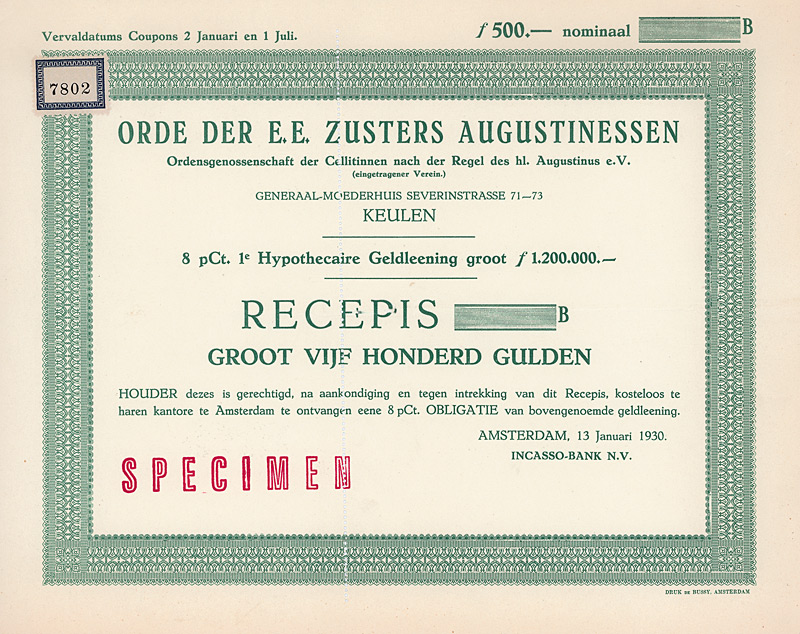 Vervaldatums Coupons 2 Januari en 1 Juli.
ƒ 500.— nominaal B
7802
ORDE DER E.E. ZUSTERS AUGUSTINESSEN
Ordensgenossenschaft der Cellitinnen nach der Regel des hl. Augustinus e.V.
(eingetragener Verein.)
GENERAAL-MOEDERHUIS SEVERINSTRASSE 71—73
KEULEN
8 pCt. 1e Hypothecaire Geldleening groot ƒ 1.200.000.—
RECEPIS B
GROOT VIJF HONDERD GULDEN
HOUDER dezes is gerechtigd, na aankondiging en tegen intrekking van dit Recepis, kosteloos te
haren kantore te Amsterdam te ontvangen eene 8 pCt. OBLIGATIE van bovengenoemde geldleening.
AMSTERDAM, 13 Januari 1930.
INCASSO-BANK N.V.
SPECIMEN
DRUK DE BUSSY, AMSTERDAM